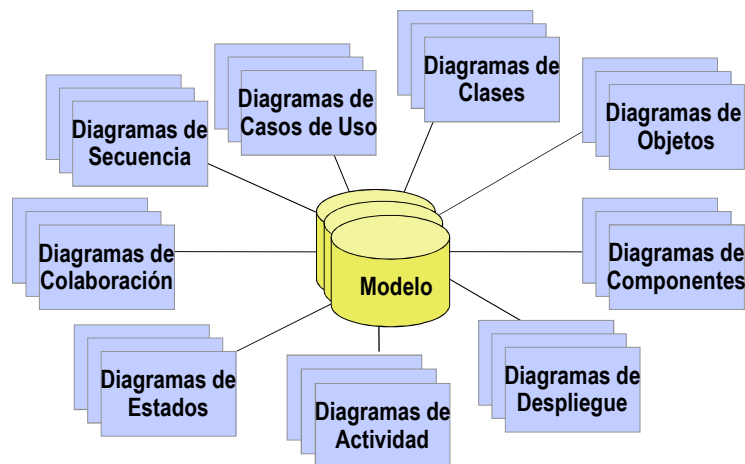 Diagramas de
Clases
Diagramas de
Casos de Uso
Diagramas de
Objetos
Diagramas de
Secuencia
Diagramas de
Colaboración
Diagramas de
Componentes
Modelo
Diagramas de
Estados
Diagramas de
Actividad
Diagramas de
Despliegue